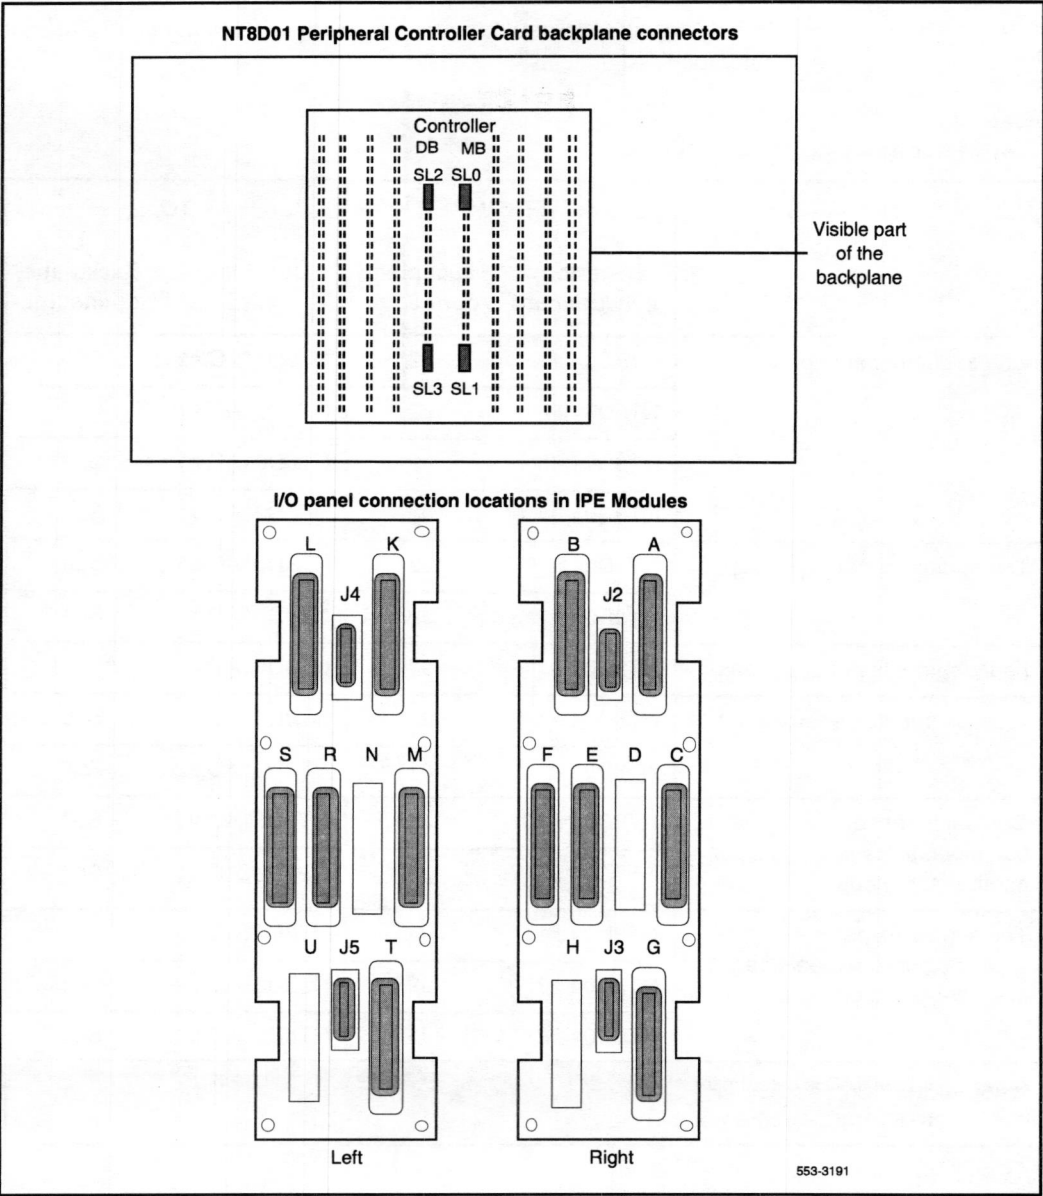 NT8D01 Peripheral Controller Card backplane connectors
Controller
DB MB
SL2 SL0
SL3 SL1
Visible part
of the
backplane
I/O panel connection locations in IPE Modules
L K
J4
S R N M
U J5 T
Left
B A
J2
F E D C
H J3 G
Right
553-3191